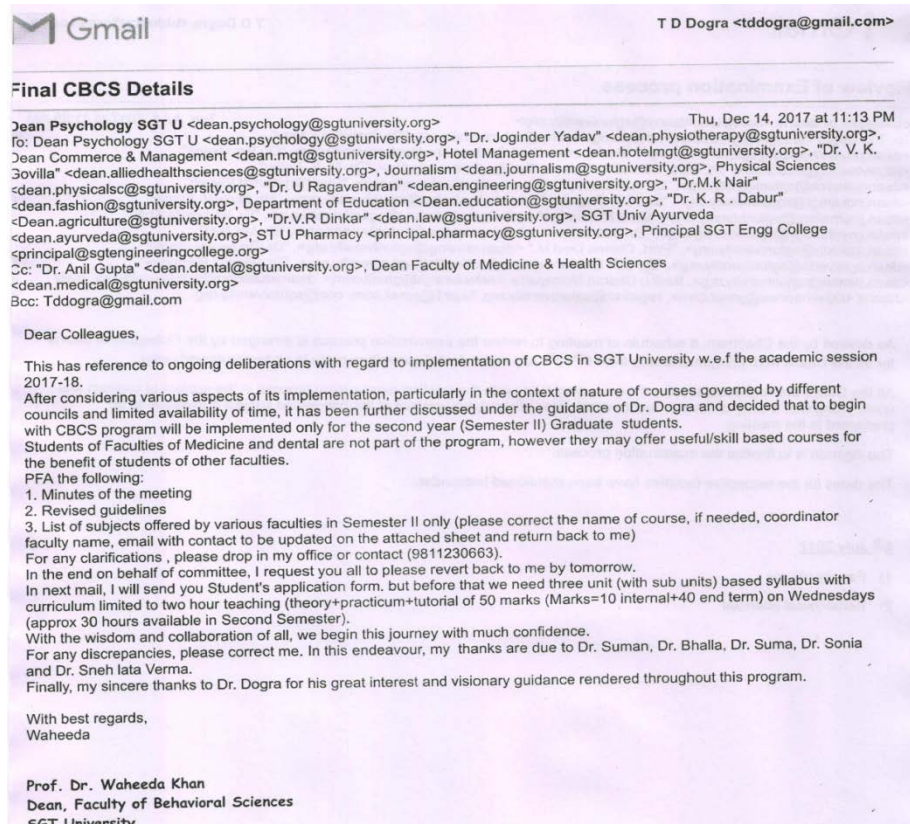 Gmail
T D Dogra <tddogra@gmail.com>
Final CBCS Details
Dean Psychology SGT U <dean.psychology@sgtuniversity.org>
Thu, Dec 14, 2017 at 11:13 PM
To: Dean Psychology SGT U <dean.psychology@sgtuniversity.org>, "Dr. Joginder Yadav" <dean.physiotherapy@sgtuniversity.org>,
Dean Commerce & Management <dean.mgt@sgtuniversity.org>, Hotel Management <dean.hotelmgt@sgtuniversity.org>, "Dr. V. K.
Govilla" <dean.alliedhealthsciences@sgtuniversity.org>, Journalism <dean.journalism@sgtuniversity.org>, Physical Sciences
<dean.physicalsc@sgtuniversity.org>, "Dr. U Ragavendran" <dean.engineering@sgtuniversity.org>, "Dr.M.k Nair"
<dean.fashion@sgtuniversity.org>, Department of Education <Dean.education@sgtuniversity.org>, "Dr. K. R . Dabur"
<Dean.agriculture@sgtuniversity.org>, "Dr.V.R Dinkar" <dean.law@sgtuniversity.org>, SGT Univ Ayurveda
<dean.ayurveda@sgtuniversity.org>, ST U Pharmacy <principal.pharmacy@sgtuniversity.org>, Principal SGT Engg College
<principal@sgtengineeringcollege.org>
Cc: "Dr. Anil Gupta" <dean.dental@sgtuniversity.org>, Dean Faculty of Medicine & Health Sciences
<dean.medical@sgtuniversity.org>
Bcc: Tddogra@gmail.com
Dear Colleagues,
This has reference to ongoing deliberations with regard to implementation of CBCS in SGT University w.e.f the academic session
2017-18.
After considering various aspects of its implementation, particularly in the context of nature of courses governed by different
councils and limited availability of time, it has been further discussed under the guidance of Dr. Dogra and decided that to begin
with CBCS program will be implemented only for the second year (Semester II) Graduate students.
Students of Faculties of Medicine and dental are not part of the program, however they may offer useful/skill based courses for
the benefit of students of other faculties.
PFA the following:
1. Minutes of the meeting
2. Revised guidelines
3. List of subjects offered by various faculties in Semester II only (please correct the name of course, if needed, coordinator
faculty name, email with contact to be updated on the attached sheet and return back to me)
For any clarifications , please drop in my office or contact (9811230663).
In the end on behalf of committee, I request you all to please revert back to me by tomorrow.
In next mail, I will send you Student's application form. but before that we need three unit (with sub units) based syllabus with
curriculum limited to two hour teaching (theory+practicum+tutorial of 50 marks (Marks=10 internal+40 end term) on Wednesdays
(approx 30 hours available in Second Semester).
With the wisdom and collaboration of all, we begin this journey with much confidence.
For any discrepancies, please correct me. In this endeavour, my thanks are due to Dr. Suman, Dr. Bhalla, Dr. Suma, Dr. Sonia
and Dr. Sneh lata Verma.
Finally, my sincere thanks to Dr. Dogra for his great interest and visionary guidance rendered throughout this program.
With best regards,
Waheeda
Prof. Dr. Waheeda Khan
Dean, Faculty of Behavioral Sciences
SGT University